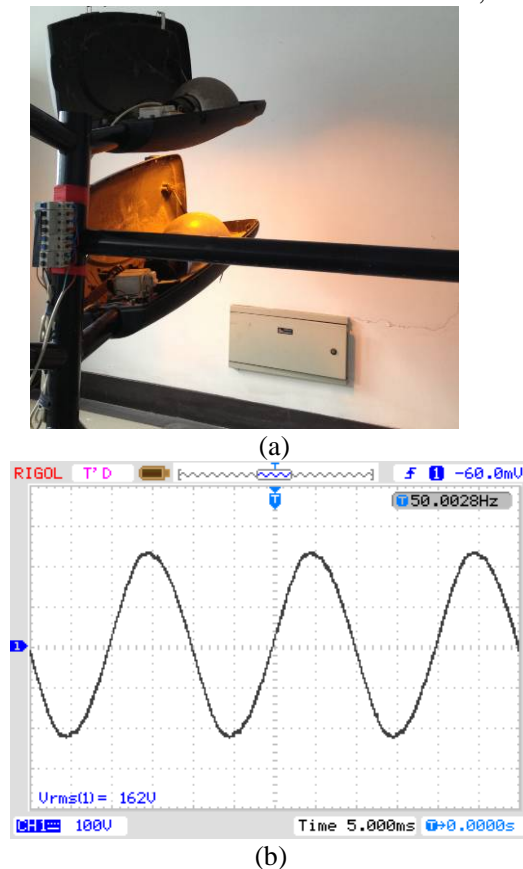 (a)
RIGOL T'D 1 -60.0mV
T 50.0028Hz
T
1
Vrms(1)= 162V
CH1 100V Time 5.000ms T→0.0000s
(b)